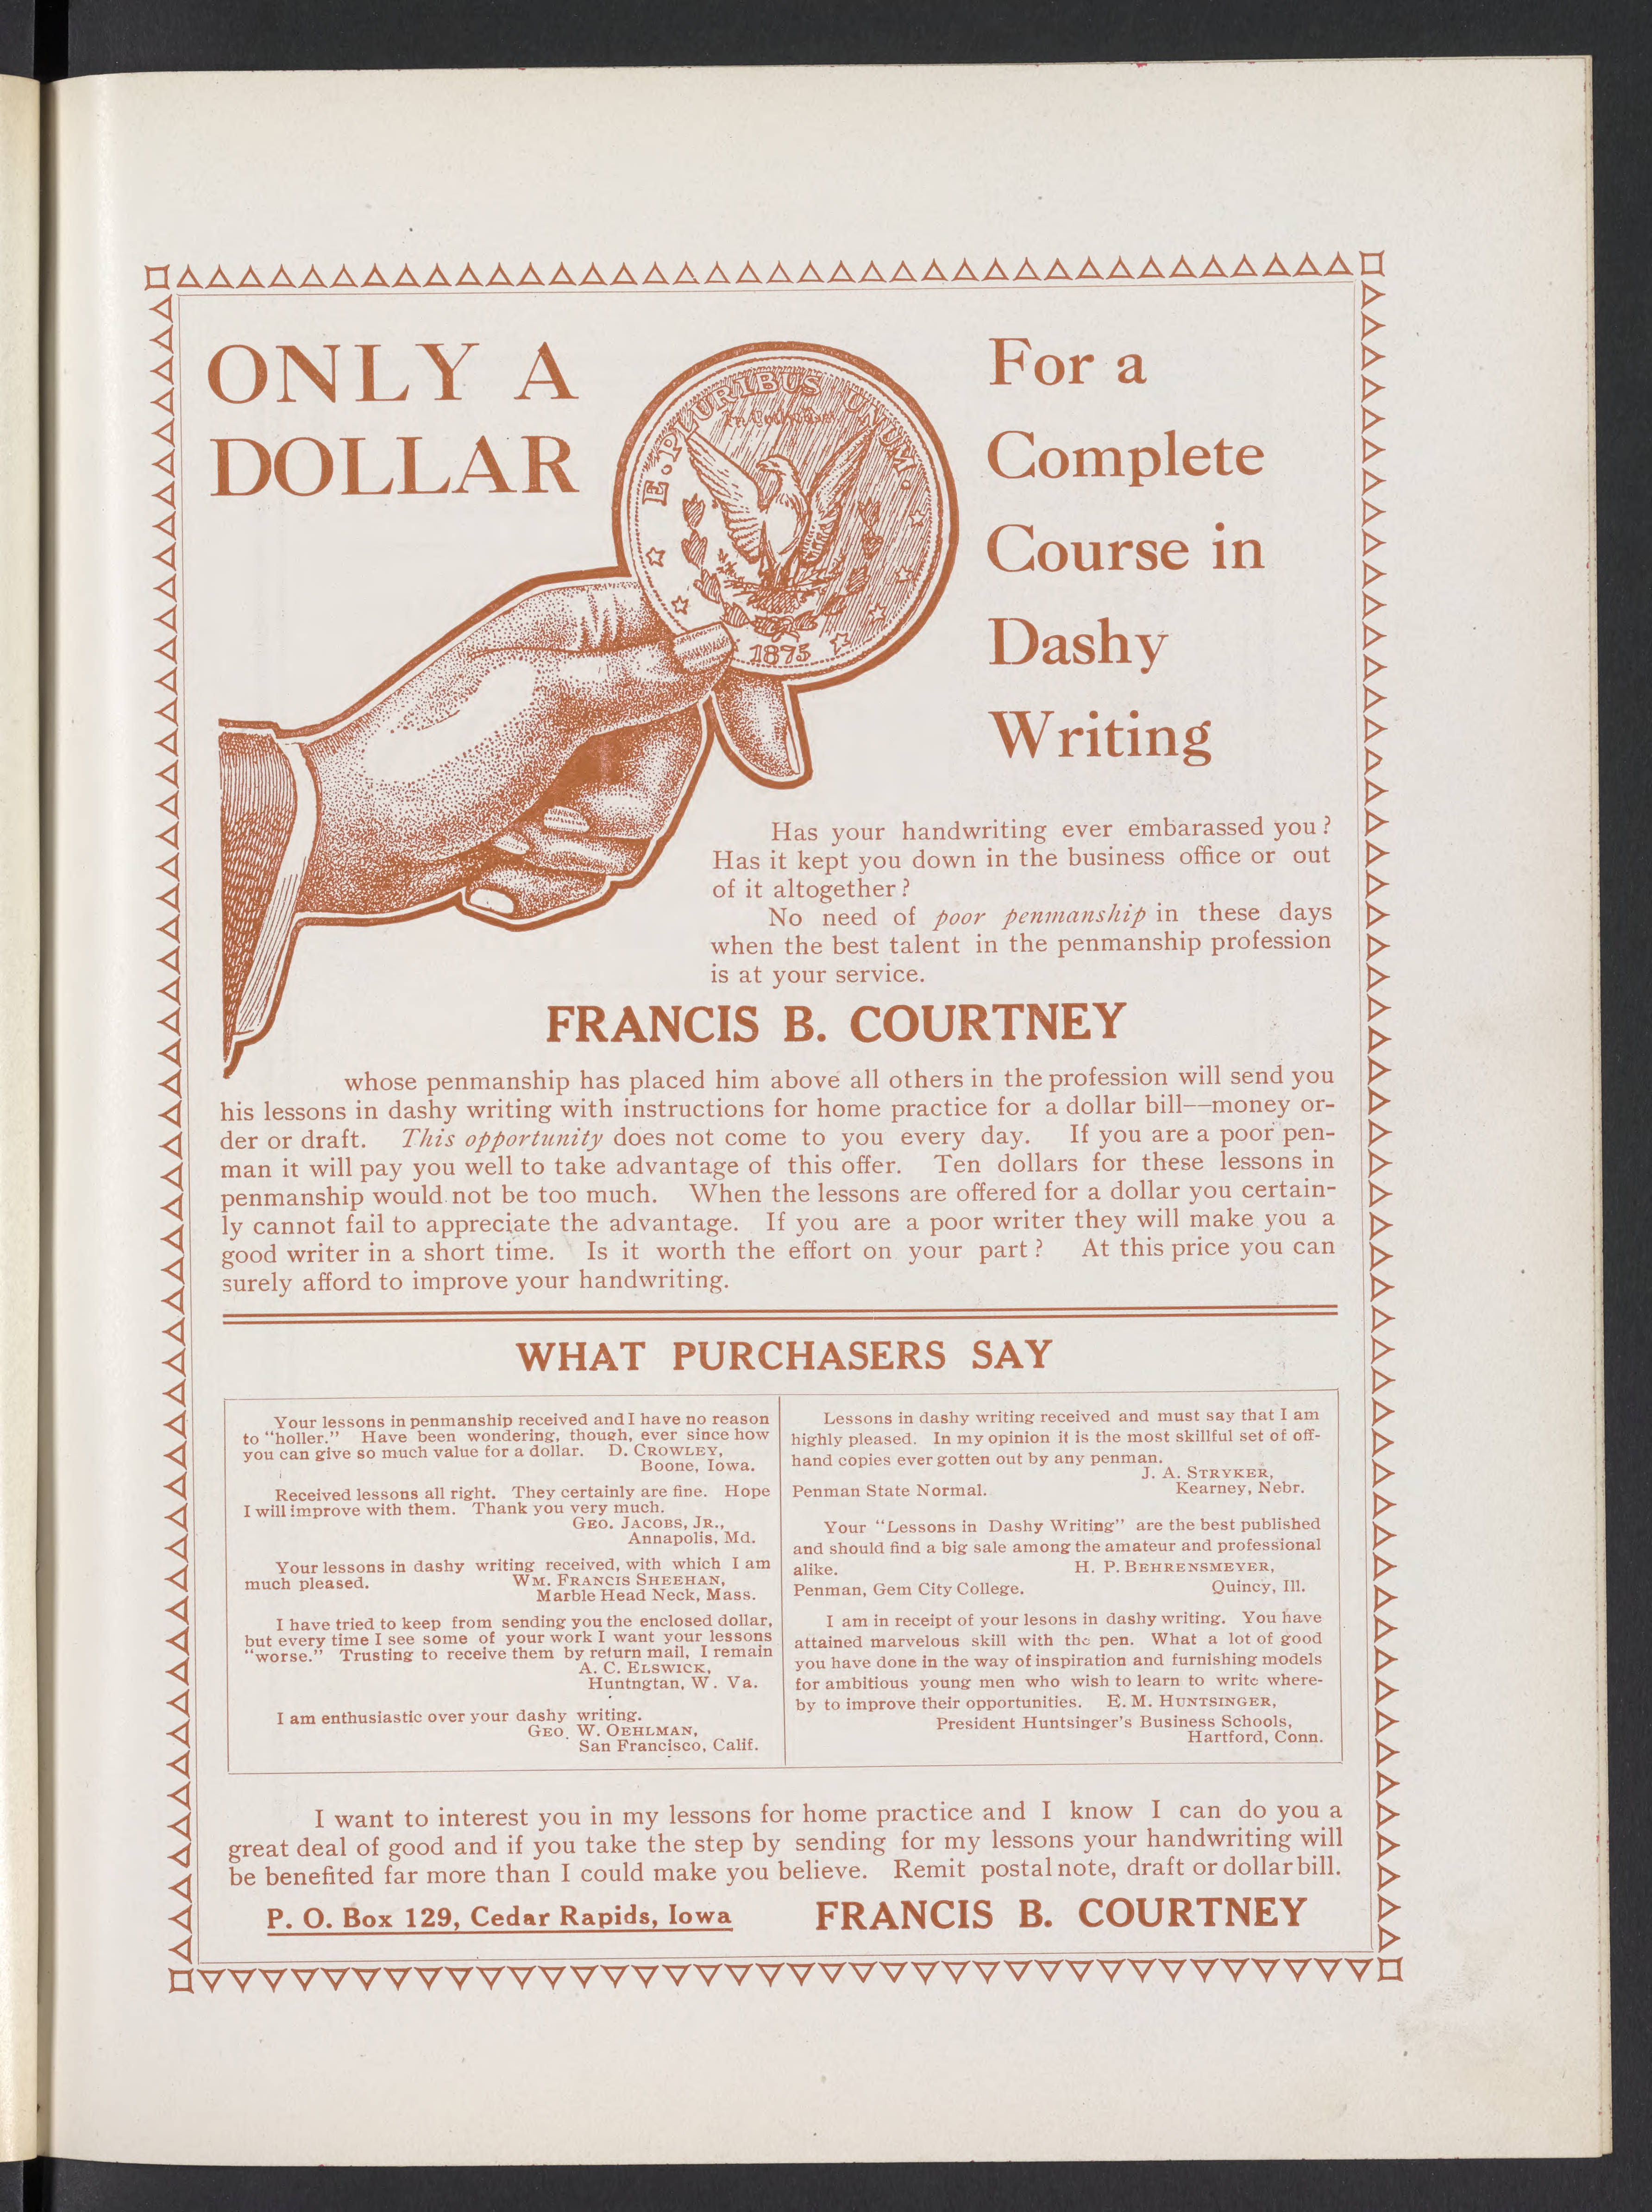 ONLY A
DOLLAR
E. PLURIBUS UNUM.
1895
For a
Complete
Course in
Dashy
Writing
Has your handwriting ever embarassed you?
Has it kept you down in the business office or out
of it altogether?
No need of poor penmanship in these days
when the best talent in the penmanship profession
is at your service.
FRANCIS B. COURTNEY
whose penmanship has placed him above all others in the profession will send you
his lessons in dashy writing with instructions for home practice for a dollar bill--money or-
der or draft. This opportunity does not come to you every day. If you are a poor pen-
man it will pay you well to take advantage of this offer. Ten dollars for these lessons in
penmanship would not be too much. When the lessons are offered for a dollar you certain-
ly cannot fail to appreciate the advantage. If you are a poor writer they will make you a
good writer in a short time. Is it worth the effort on your part? At this price you can
surely afford to improve your handwriting.
WHAT PURCHASERS SAY
Your lessons in penmanship received and I have no reason
to "holler." Have been wondering, though, ever since how
you can give so much value for a dollar. D. CROWLEY,
Boone, Iowa.
Received lessons all right. They certainly are fine. Hope
I will improve with them. Thank you very much.
GEO. JACOBS, JR.,
Annapolis, Md.
Your lessons in dashy writing received, with which I am
much pleased. WM. FRANCIS SHEEHAN,
Marble Head Neck, Mass.
I have tried to keep from sending you the enclosed dollar,
but every time I see some of your work I want your lessons
"worse." Trusting to receive them by return mail, I remain
A. C. ELSWICK,
Huntngtan, W. Va.
I am enthusiastic over your dashy writing.
GEO. W. OEHLMAN,
San Francisco, Calif.
Lessons in dashy writing received and must say that I am
highly pleased. In my opinion it is the most skillful set of off-
hand copies ever gotten out by any penman.
J. A. STRYKER,
Penman State Normal. Kearney, Nebr.
Your "Lessons in Dashy Writing" are the best published
and should find a big sale among the amateur and professional
alike. H. P. BEHRENSMEYER,
Penman, Gem City College. Quincy, Ill.
I am in receipt of your lesons in dashy writing. You have
attained marvelous skill with the pen. What a lot of good
you have done in the way of inspiration and furnishing models
for ambitious young men who wish to learn to write where-
by to improve their opportunities. E. M. HUNTSINGER,
President Huntsinger's Business Schools,
Hartford, Conn.
I want to interest you in my lessons for home practice and I know I can do you a
great deal of good and if you take the step by sending for my lessons your handwriting will
be benefited far more than I could make you believe. Remit postal note, draft or dollar bill.
P. O. Box 129, Cedar Rapids, Iowa FRANCIS B. COURTNEY